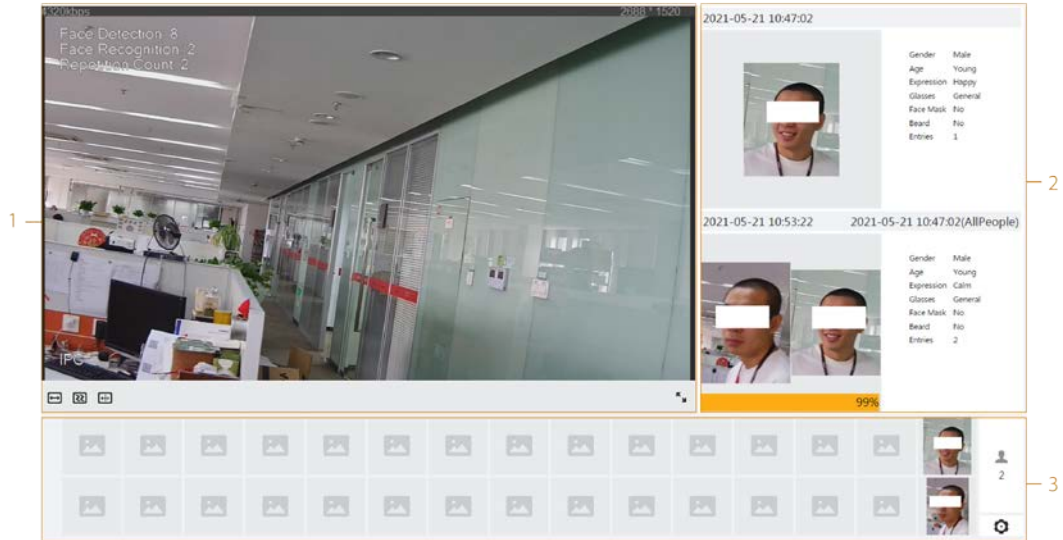 4320kbps
2688 * 1520
Face Detection 8
Face Recognition 2
Repetition Count 2
IPC
1
2021-05-21 10:47:02
Gender Male
Age Young
Expression Happy
Glasses General
Face Mask No
Beard No
Entries 1
2
2021-05-21 10:53:22
2021-05-21 10:47:02(AllPeople)
Gender Male
Age Young
Expression Calm
Glasses General
Face Mask No
Beard No
Entries 2
99%
2
3